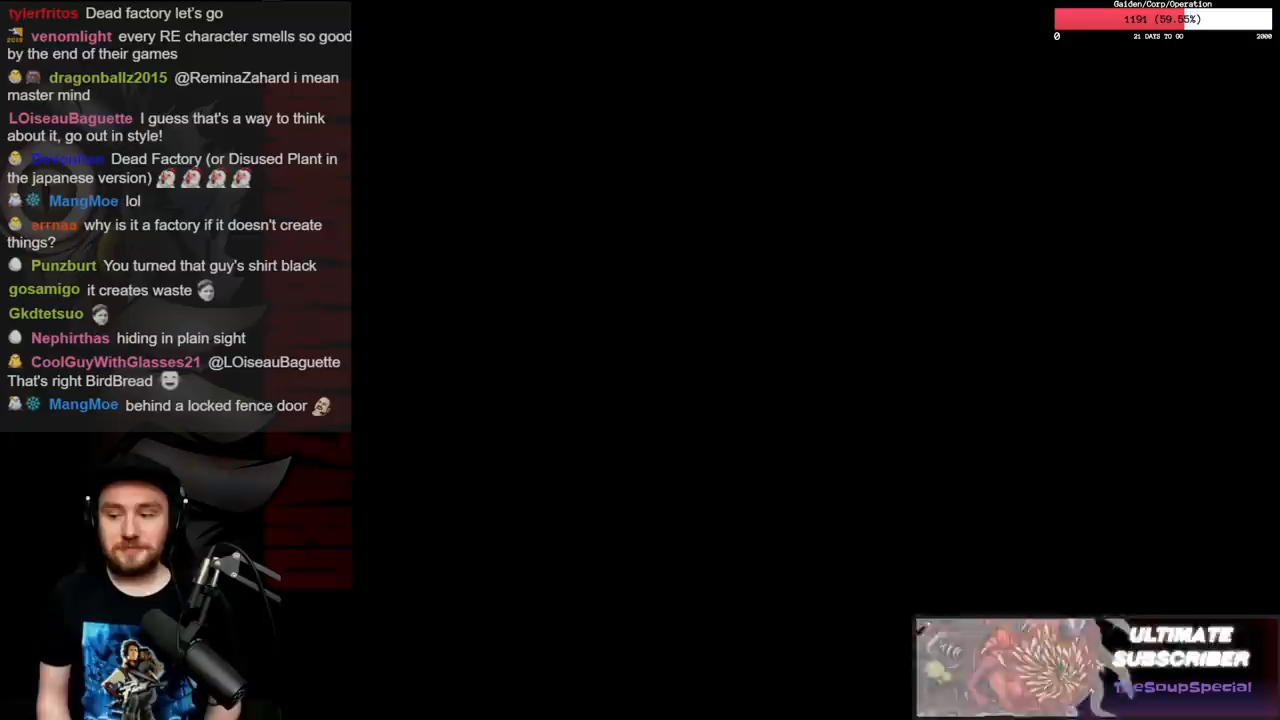 tylerfritos Dead factory let's go
venomlight every RE character smells so good
by the end of their games
dragonballz2015 @ReminaZahard i mean
master mind
LOiseauBaguette I guess that's a way to think
about it, go out in style!
Dead Factory (or Disused Plant in
the japanese version)
MangMoe lol
errnaa why is it a factory if it doesn't create
things?
Punzburt You turned that guy's shirt black
gosamigo it creates waste
Gkdtetsuo
Nephirthas hiding in plain sight
CoolGuyWithGlasses21 @LOiseauBaguette
That's right BirdBread
MangMoe behind a locked fence door
Gaiden/Corp/Operation
1191 (59.55%)
0 21 DAYS TO GO 2000
ULTIMATE
SUBSCRIBER
TheSoupSpecial